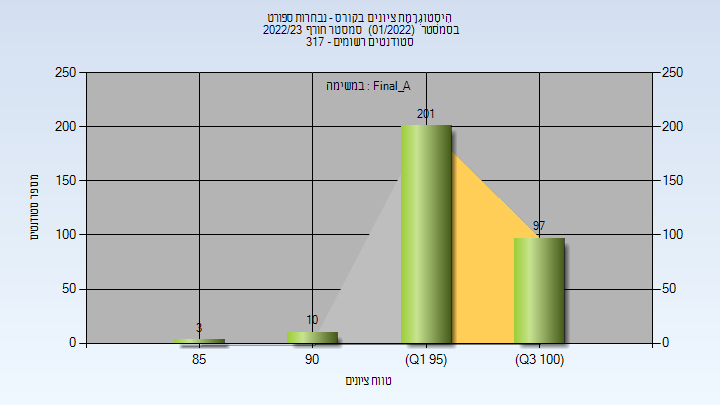 היסטוגרמת ציונים בקורס - נבחרות ספורט
בסמסטר (01/2022) סמסטר חורף 2022/23
סטודנטים רשומים - 317
במשימה : Final_A
250
200
150
100
50
0
250
200
150
100
50
0
3
10
201
97
85
90
(Q1 95)
(Q3 100)
מספר סטודנטים
טווח ציונים